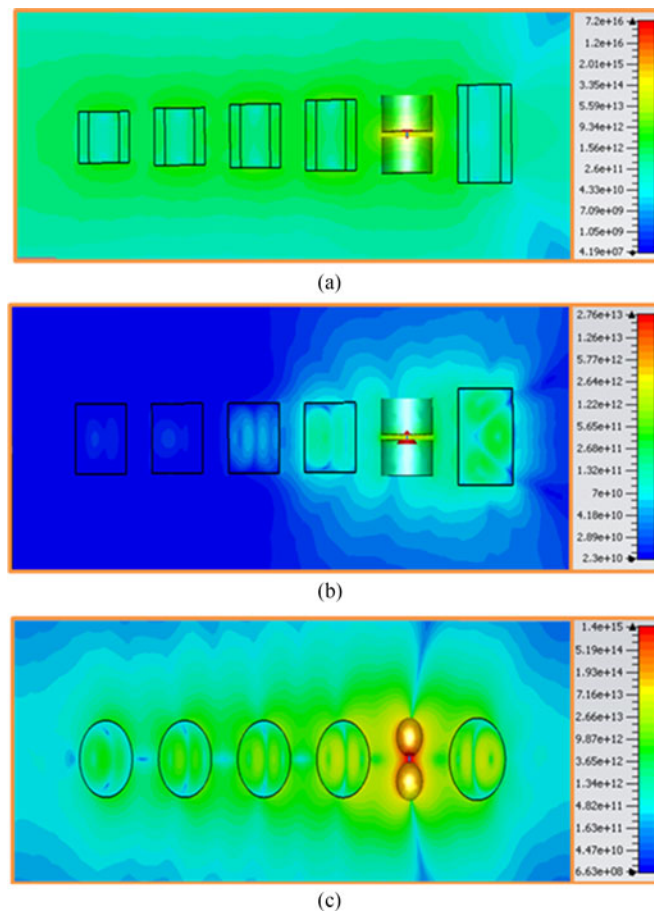 7.2e+16
1.2e+16
2.01e+15
3.35e+14
5.59e+13
9.34e+12
1.56e+12
2.6e+11
4.33e+10
7.09e+09
1.05e+09
4.19e+07
(a)
2.76e+13
1.26e+13
5.77e+12
2.64e+12
1.22e+12
5.65e+11
2.68e+11
1.32e+11
7e+10
4.18e+10
2.89e+10
2.3e+10
(b)
1.4e+15
5.19e+14
1.93e+14
7.16e+13
2.66e+13
9.87e+12
3.65e+12
1.34e+12
4.82e+11
1.63e+11
4.47e+10
6.63e+08
(c)